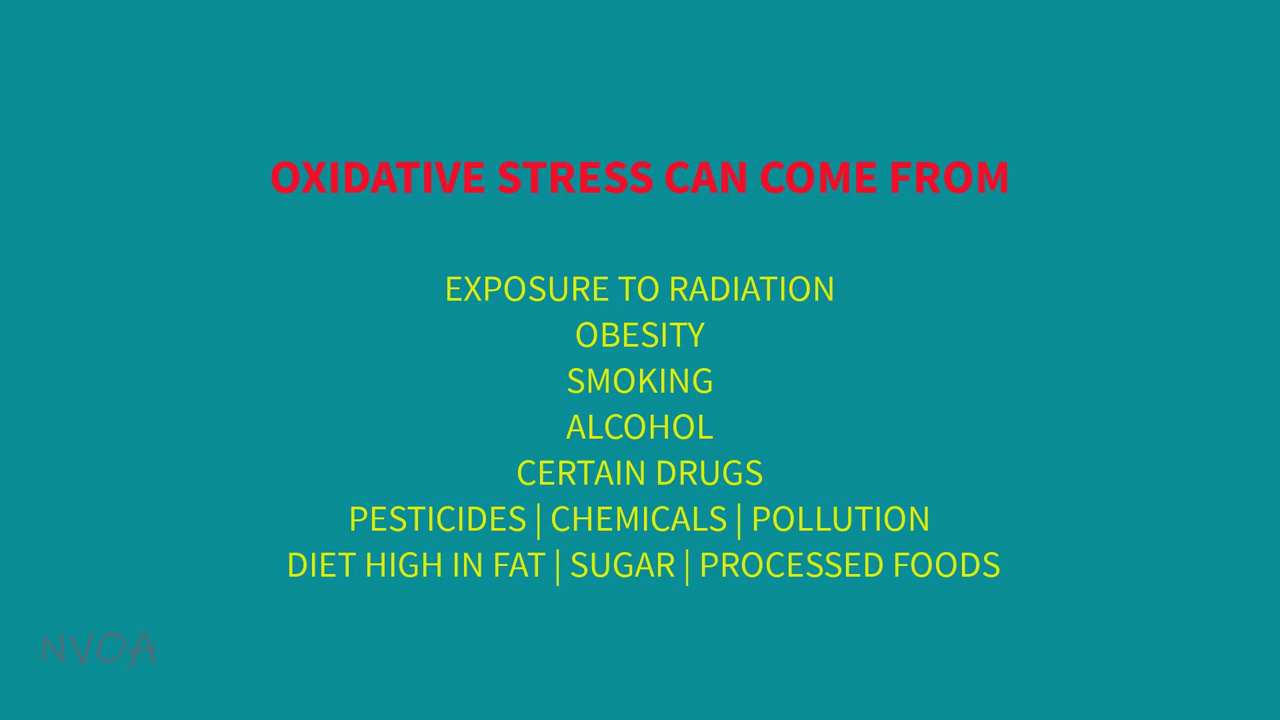 OXIDATIVE STRESS CAN COME FROM
EXPOSURE TO RADIATION
OBESITY
SMOKING
ALCOHOL
CERTAIN DRUGS
PESTICIDES | CHEMICALS | POLLUTION
DIET HIGH IN FAT | SUGAR | PROCESSED FOODS
NVOA